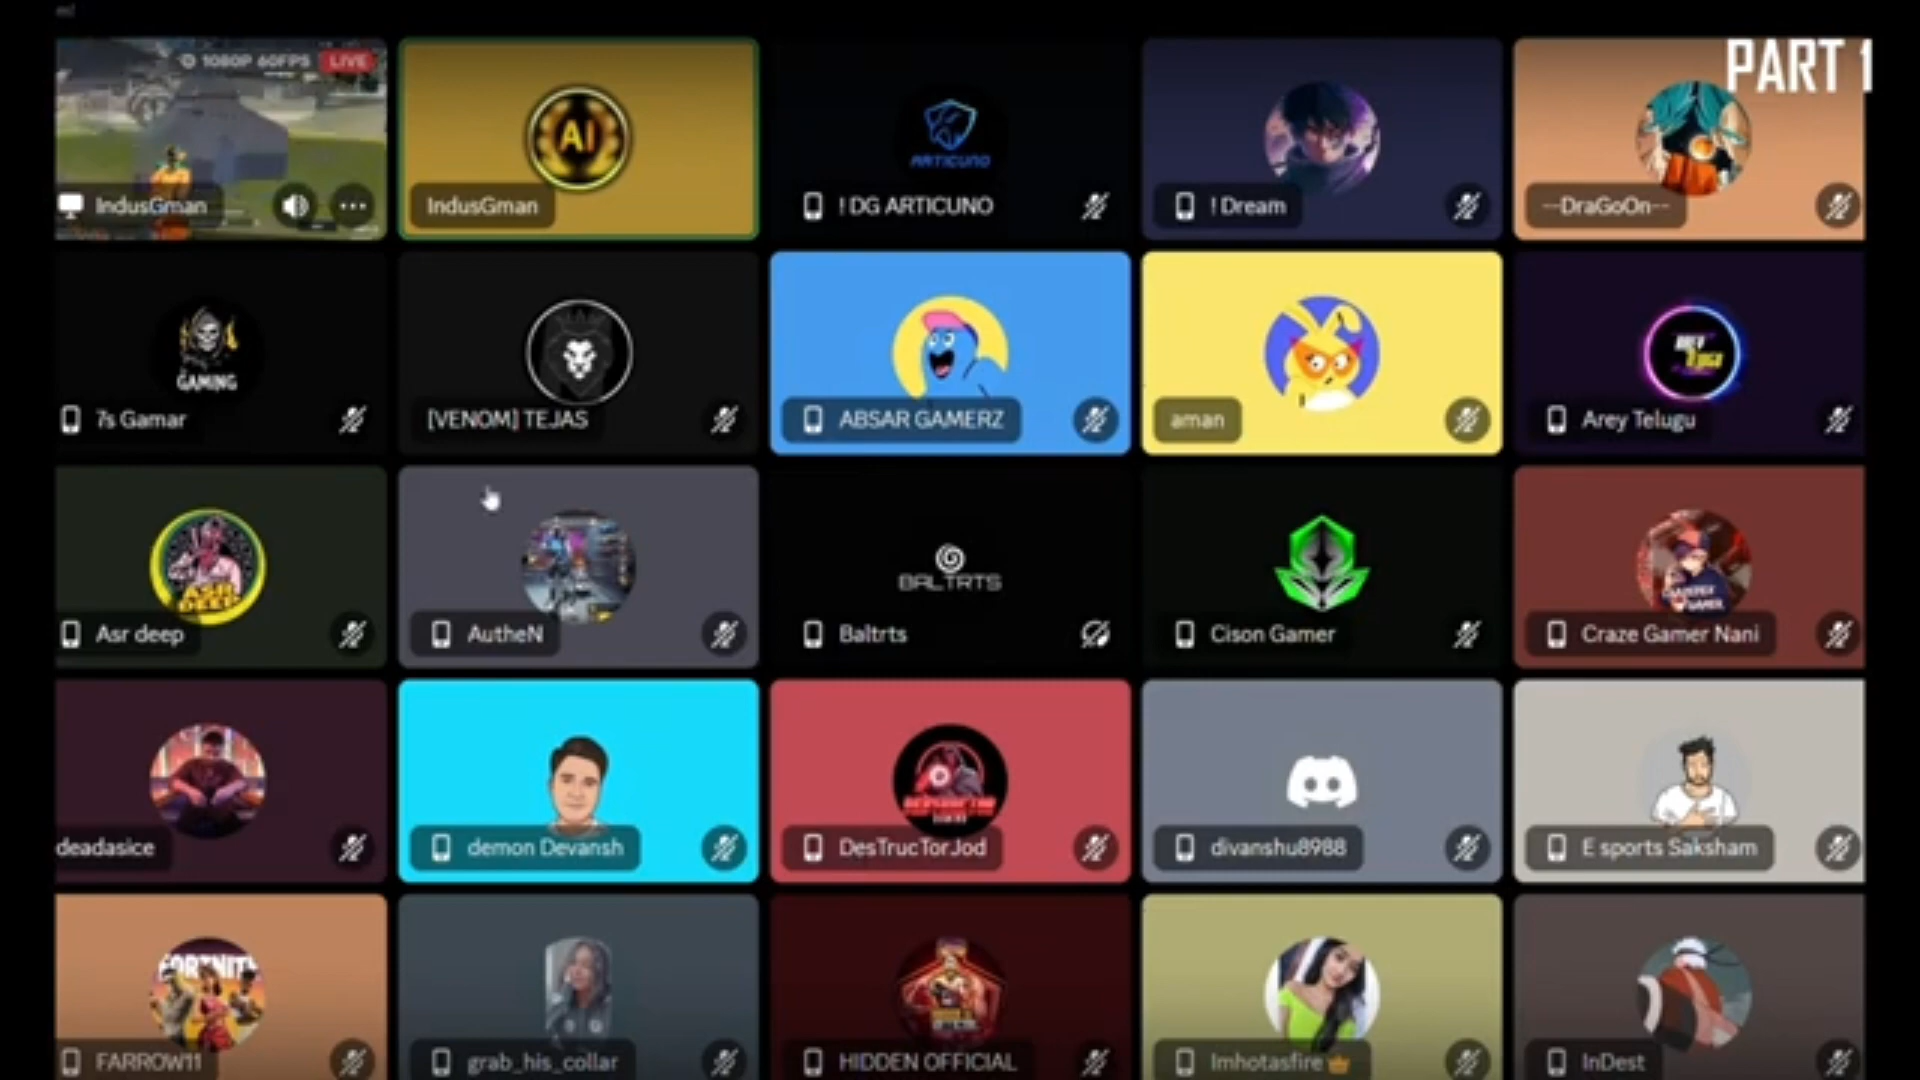 PART 1
1080P 60FPS LIVE
IndusGman
AI
IndusGman
ARTICUNO
! DG ARTICUNO
! Dream
--DraGoOn--
GAMING
7s Gamar
[VENOM] TEJAS
ABSAR GAMERZ
aman
Arey Telugu
ASR
DEEP
Asr deep
AutheN
BALTRTS
Baltrts
Cison Gamer
Craze Gamer Nani
deadasice
demon Devansh
DesTrucTorJod
divanshu8988
E sports Saksham
FORTNITE
FARROW11
grab_his_collar
HIDDEN OFFICIAL
Imhotasfire
InDest